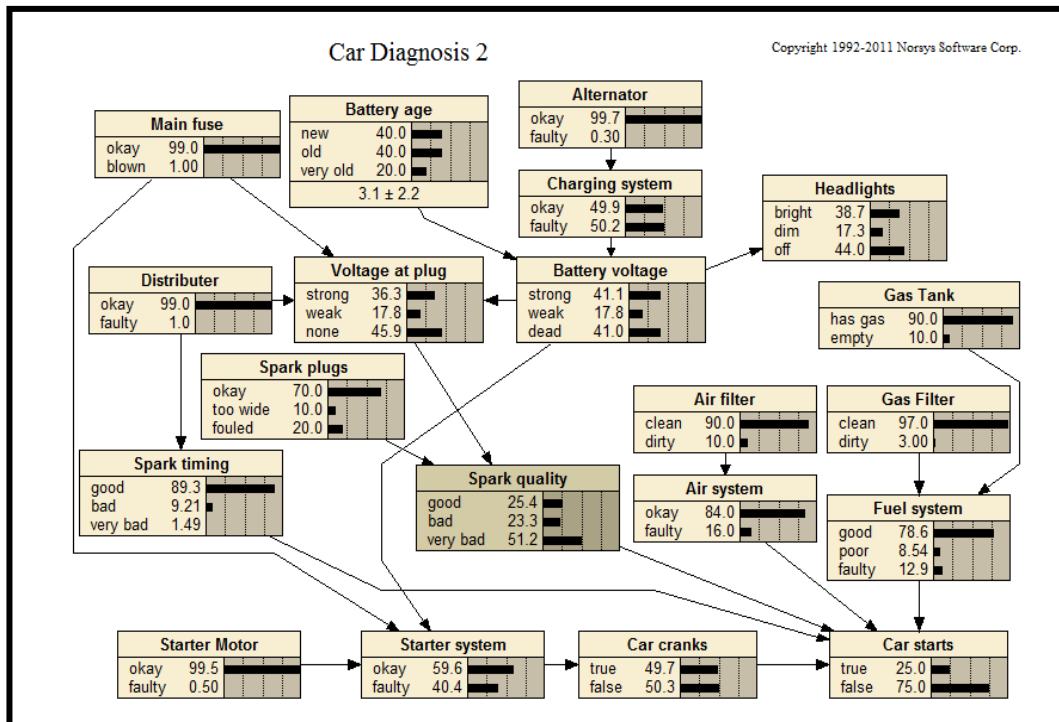 Car Diagnosis 2
Copyright 1992-2011 Norsys Software Corp.
Main fuse
okay 99.0
blown 1.00
Battery age
new 40.0
old 40.0
very old 20.0
3.1 ± 2.2
Alternator
okay 99.7
faulty 0.30
Charging system
okay 49.9
faulty 50.2
Headlights
bright 38.7
dim 17.3
off 44.0
Distributer
okay 99.0
faulty 1.0
Voltage at plug
strong 36.3
weak 17.8
none 45.9
Battery voltage
strong 41.1
weak 17.8
dead 41.0
Gas Tank
has gas 90.0
empty 10.0
Spark plugs
okay 70.0
too wide 10.0
fouled 20.0
Air filter
clean 90.0
dirty 10.0
Gas Filter
clean 97.0
dirty 3.00
Spark timing
good 89.3
bad 9.21
very bad 1.49
Spark quality
good 25.4
bad 23.3
very bad 51.2
Air system
okay 84.0
faulty 16.0
Fuel system
good 78.6
poor 8.54
faulty 12.9
Starter Motor
okay 99.5
faulty 0.50
Starter system
okay 59.6
faulty 40.4
Car cranks
true 49.7
false 50.3
Car starts
true 25.0
false 75.0